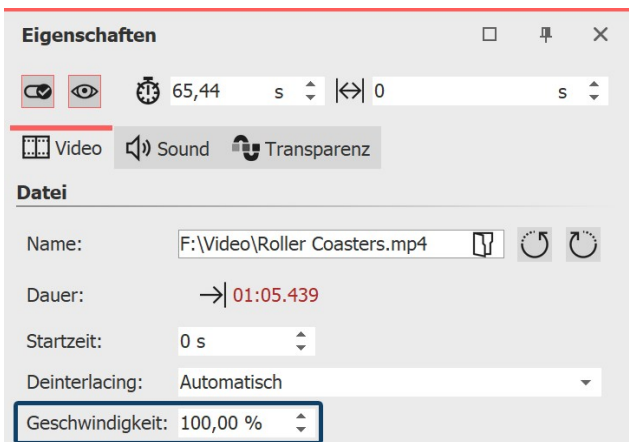 Eigenschaften
65,44 s 0 s
Video Sound Transparenz
Datei
Name: F:\Video\Roller Coasters.mp4
Dauer: 01:05.439
Startzeit: 0 s
Deinterlacing: Automatisch
Geschwindigkeit: 100,00 %